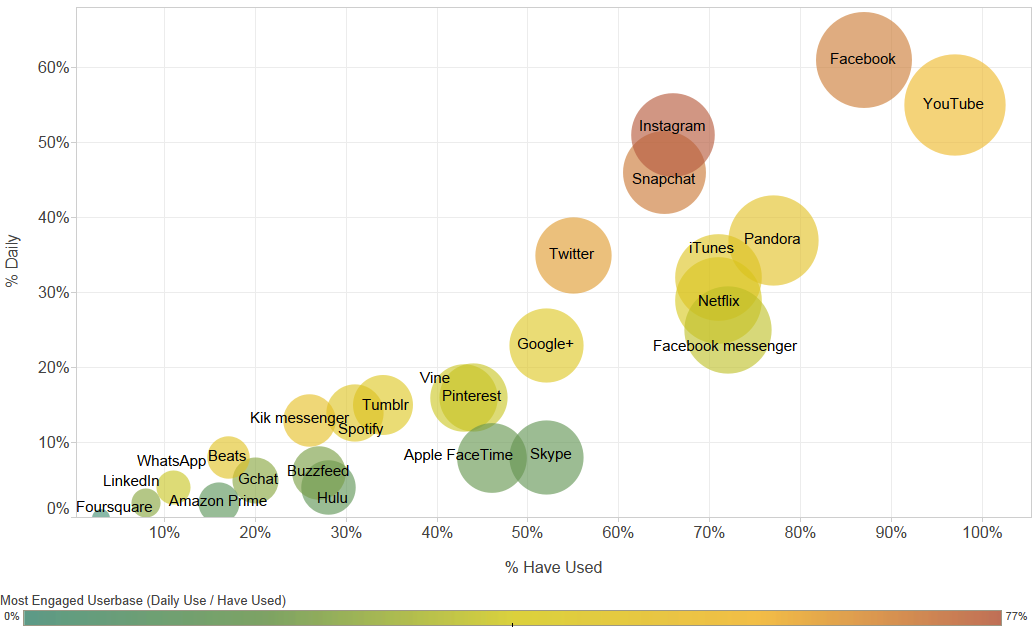 Facebook
60%
YouTube
Instagram
50%
Snapchat
40%
Pandora
iTunes
Twitter
% Daily
30%
Netflix
Google+
Facebook messenger
20%
Vine
Pinterest
Tumblr
Kik messenger
Spotify
10%
Apple FaceTime
Skype
WhatsApp
Beats
Buzzfeed
LinkedIn
Gchat
Hulu
Amazon Prime
Foursquare
0%
10%
20%
30%
40%
50%
60%
70%
80%
90%
100%
% Have Used
Most Engaged Userbase (Daily Use / Have Used)
0%
77%